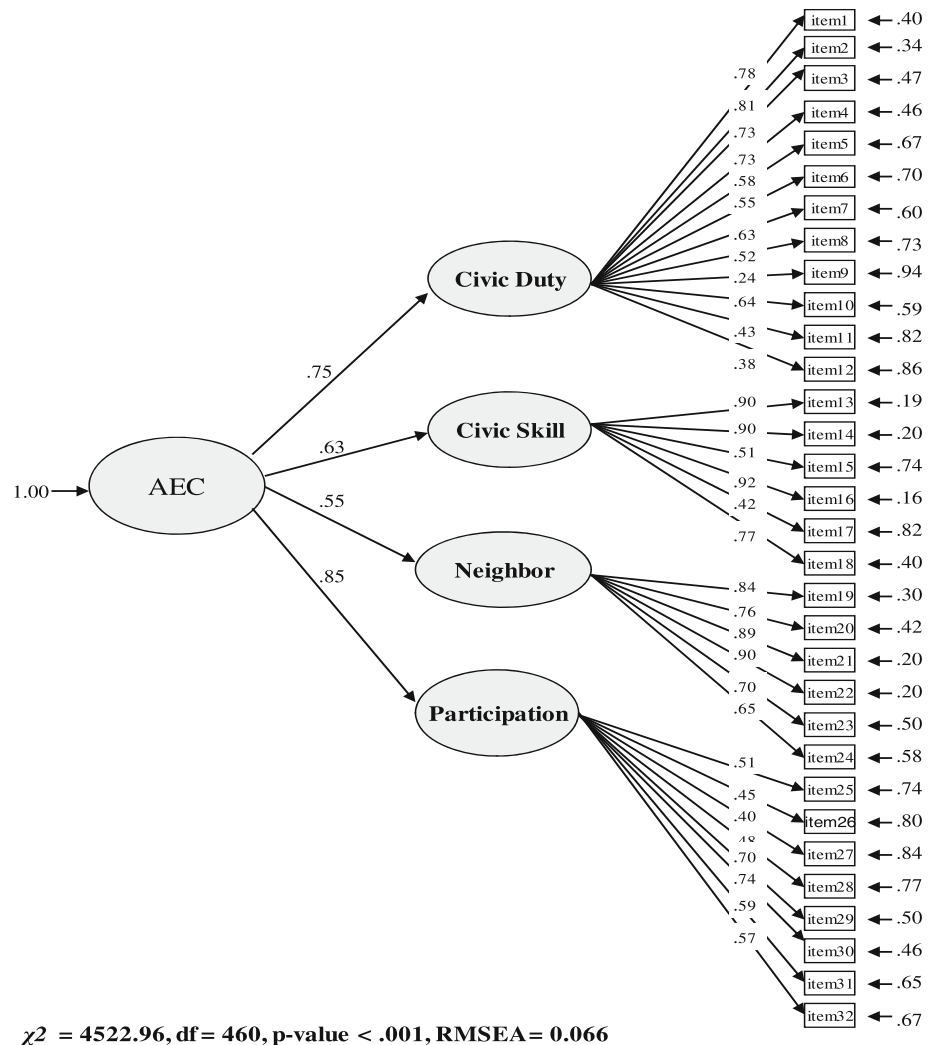 item1 .40
item2 .34
item3 .47
.78
.81
item4 .46
.73
item5 .67
.73
.58
item6 .70
.55
item7 .60
.63
item8 .73
.52
item9 .94
.24
Civic Duty
.64
item10 .59
.43
item11 .82
.38
item12 .86
.75
.90
item13 .19
.90
Civic Skill
item14 .20
.63
.51
item15 .74
.92
AEC
1.00
item16 .16
.42
.55
item17 .82
.77
item18 .40
Neighbor
.85
.84
item19 .30
.76
item20 .42
.89
.90
item21 .20
.70
item22 .20
.65
Participation
item23 .50
item24 .58
.51
item25 .74
.45
.40
item26 .80
.48
item27 .84
.70
.74
item28 .77
.59
item29 .50
.57
item30 .46
item31 .65
item32 .67
χ2 = 4522.96, df = 460, p-value < .001, RMSEA = 0.066